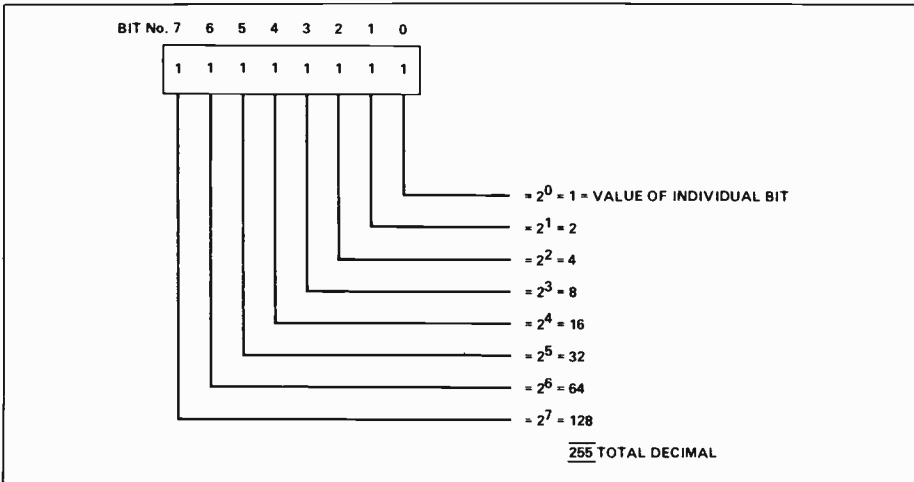 BIT No. 7 6 5 4 3 2 1 0
1 1 1 1 1 1 1 1
= 2⁰ = 1 = VALUE OF INDIVIDUAL BIT
= 2¹ = 2
= 2² = 4
= 2³ = 8
= 2⁴ = 16
= 2⁵ = 32
= 2⁶ = 64
= 2⁷ = 128
255 TOTAL DECIMAL